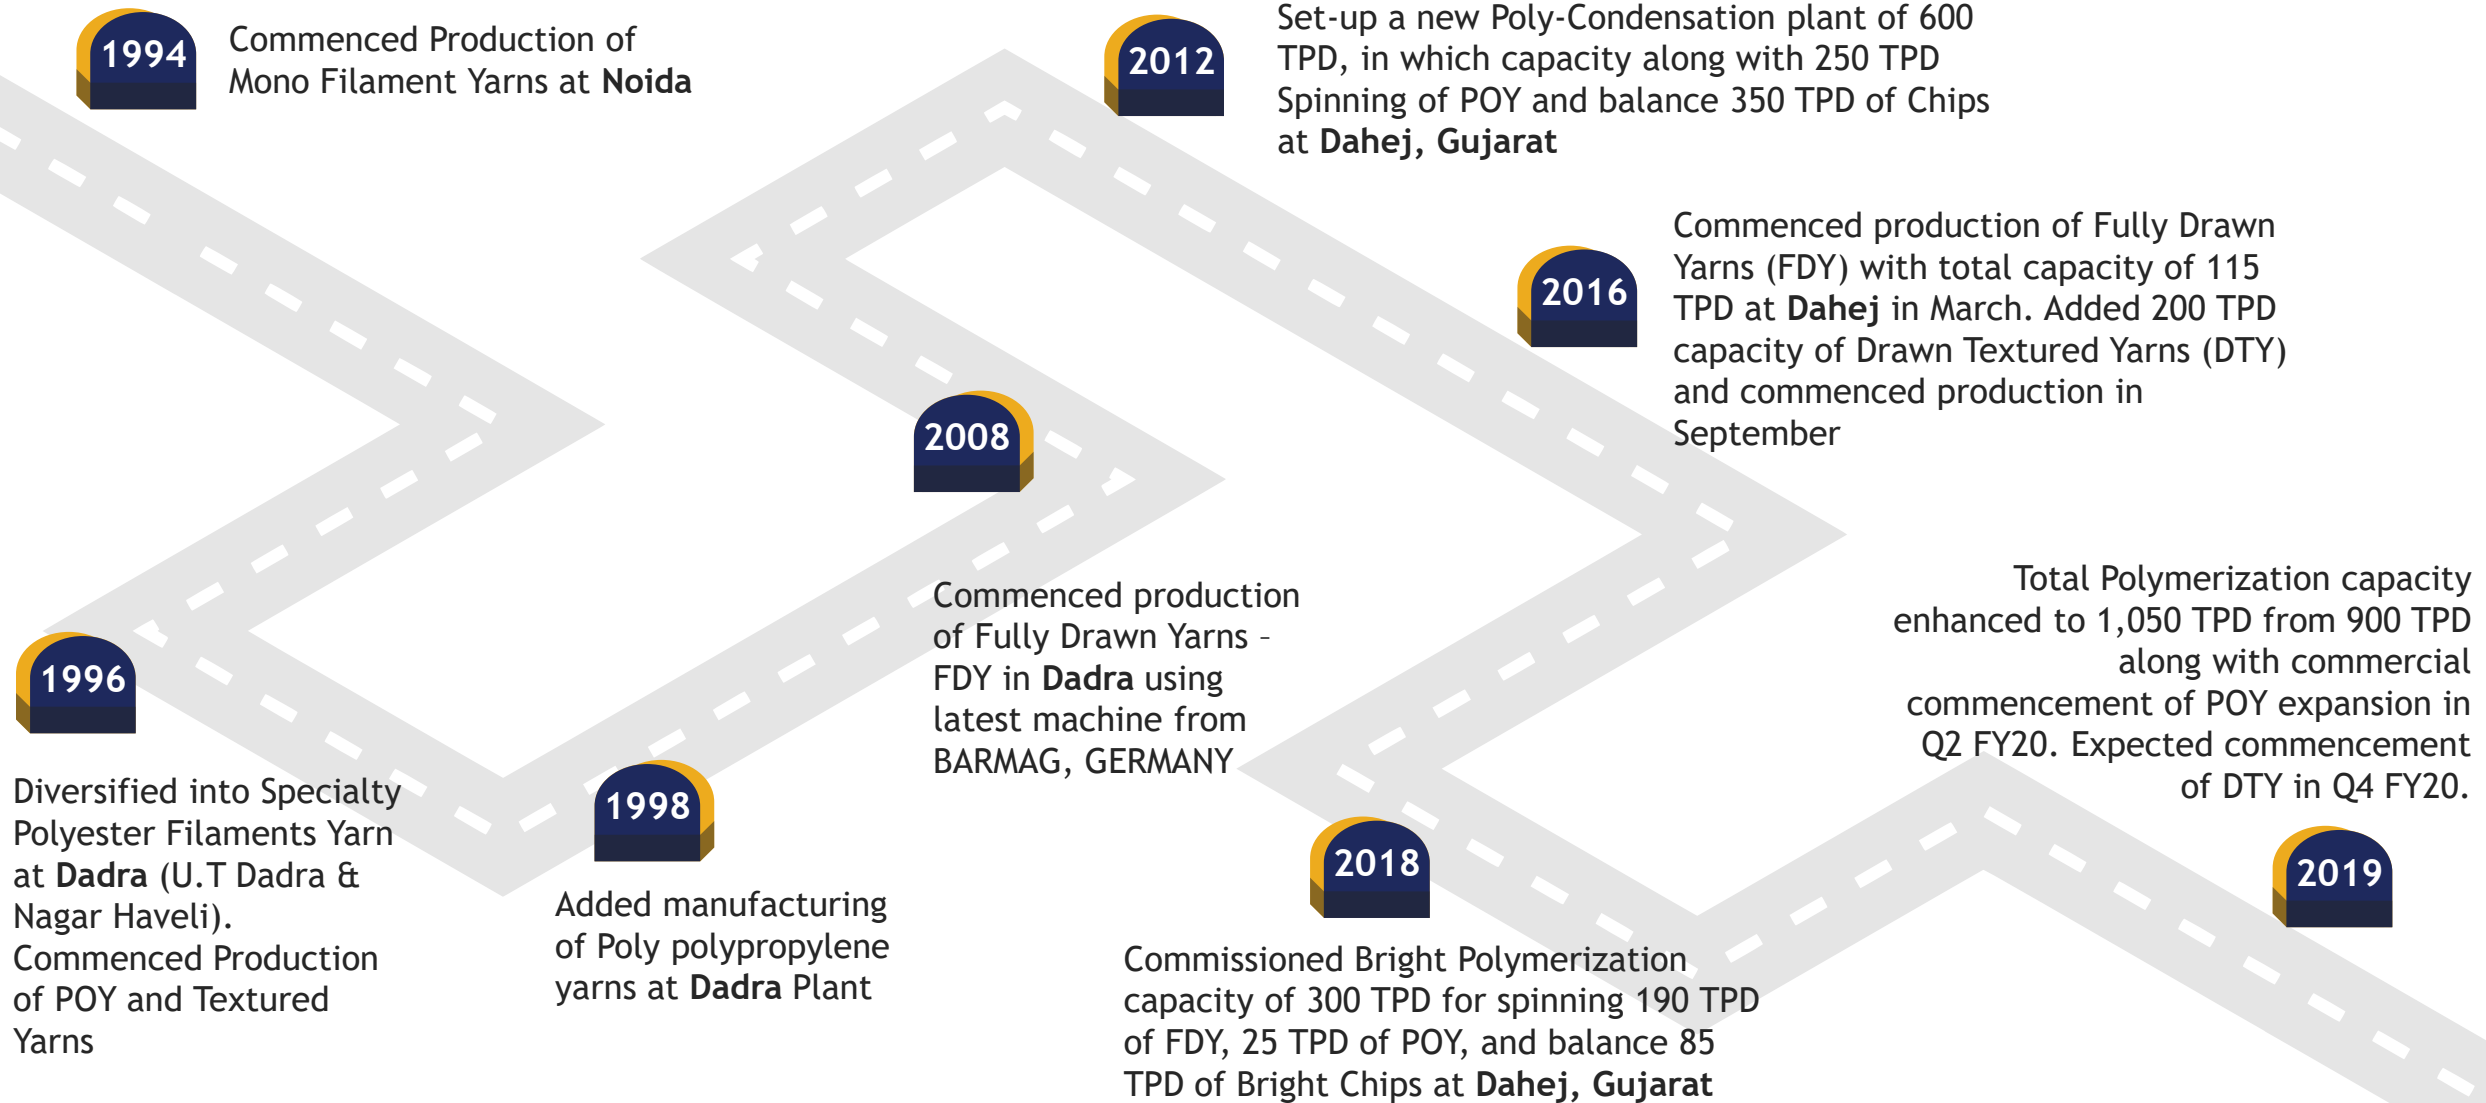 1994
Commenced Production of
Mono Filament Yarns at Noida
1996
Diversified into Specialty
Polyester Filaments Yarn
at Dadra (U.T Dadra &
Nagar Haveli).
Commenced Production
of POY and Textured
Yarns
1998
Added manufacturing
of Poly polypropylene
yarns at Dadra Plant
2008
Commenced production
of Fully Drawn Yarns –
FDY in Dadra using
latest machine from
BARMAG, GERMANY
2012
Set-up a new Poly-Condensation plant of 600
TPD, in which capacity along with 250 TPD
Spinning of POY and balance 350 TPD of Chips
at Dahej, Gujarat
2016
Commenced production of Fully Drawn
Yarns (FDY) with total capacity of 115
TPD at Dahej in March. Added 200 TPD
capacity of Drawn Textured Yarns (DTY)
and commenced production in
September
2018
Commissioned Bright Polymerization
capacity of 300 TPD for spinning 190 TPD
of FDY, 25 TPD of POY, and balance 85
TPD of Bright Chips at Dahej, Gujarat
2019
Total Polymerization capacity
enhanced to 1,050 TPD from 900 TPD
along with commercial
commencement of POY expansion in
Q2 FY20. Expected commencement
of DTY in Q4 FY20.